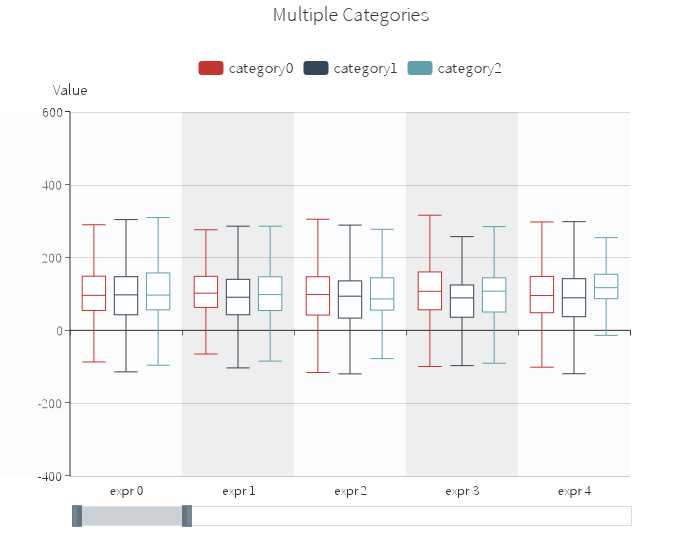 Multiple Categories
category0 category1 category2
Value
600
400
200
0
-200
-400
expr 0 expr 1 expr 2 expr 3 expr 4